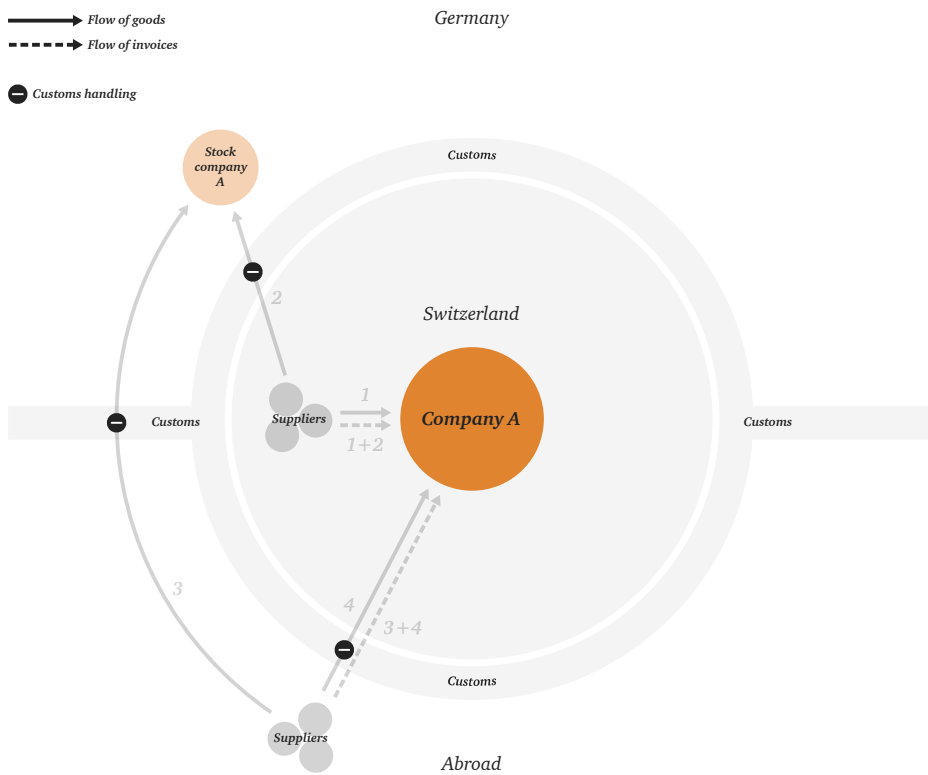 Germany
Flow of goods
Flow of invoices
Customs handling
Stock
company
A
Customs
2
Switzerland
1
Suppliers
Company A
Customs
Customs
1+2
3
4
3+4
Customs
Suppliers
Abroad